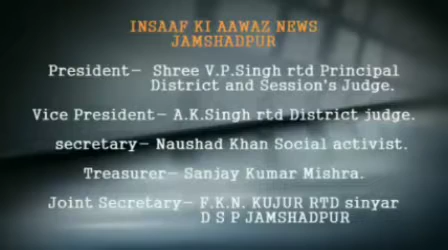 INSAAF KI AAWAZ NEWS
JAMSHADPUR
President- Shree V.P.Singh rtd Principal
District and Session's Judge.
Vice President- A.K.Singh rtd District judge.
secretary- Naushad Khan Social activist.
Treasurer- Sanjay Kumar Mishra.
Joint Secretary- F.K.N. KUJUR RTD sinyar
D S P JAMSHADPUR